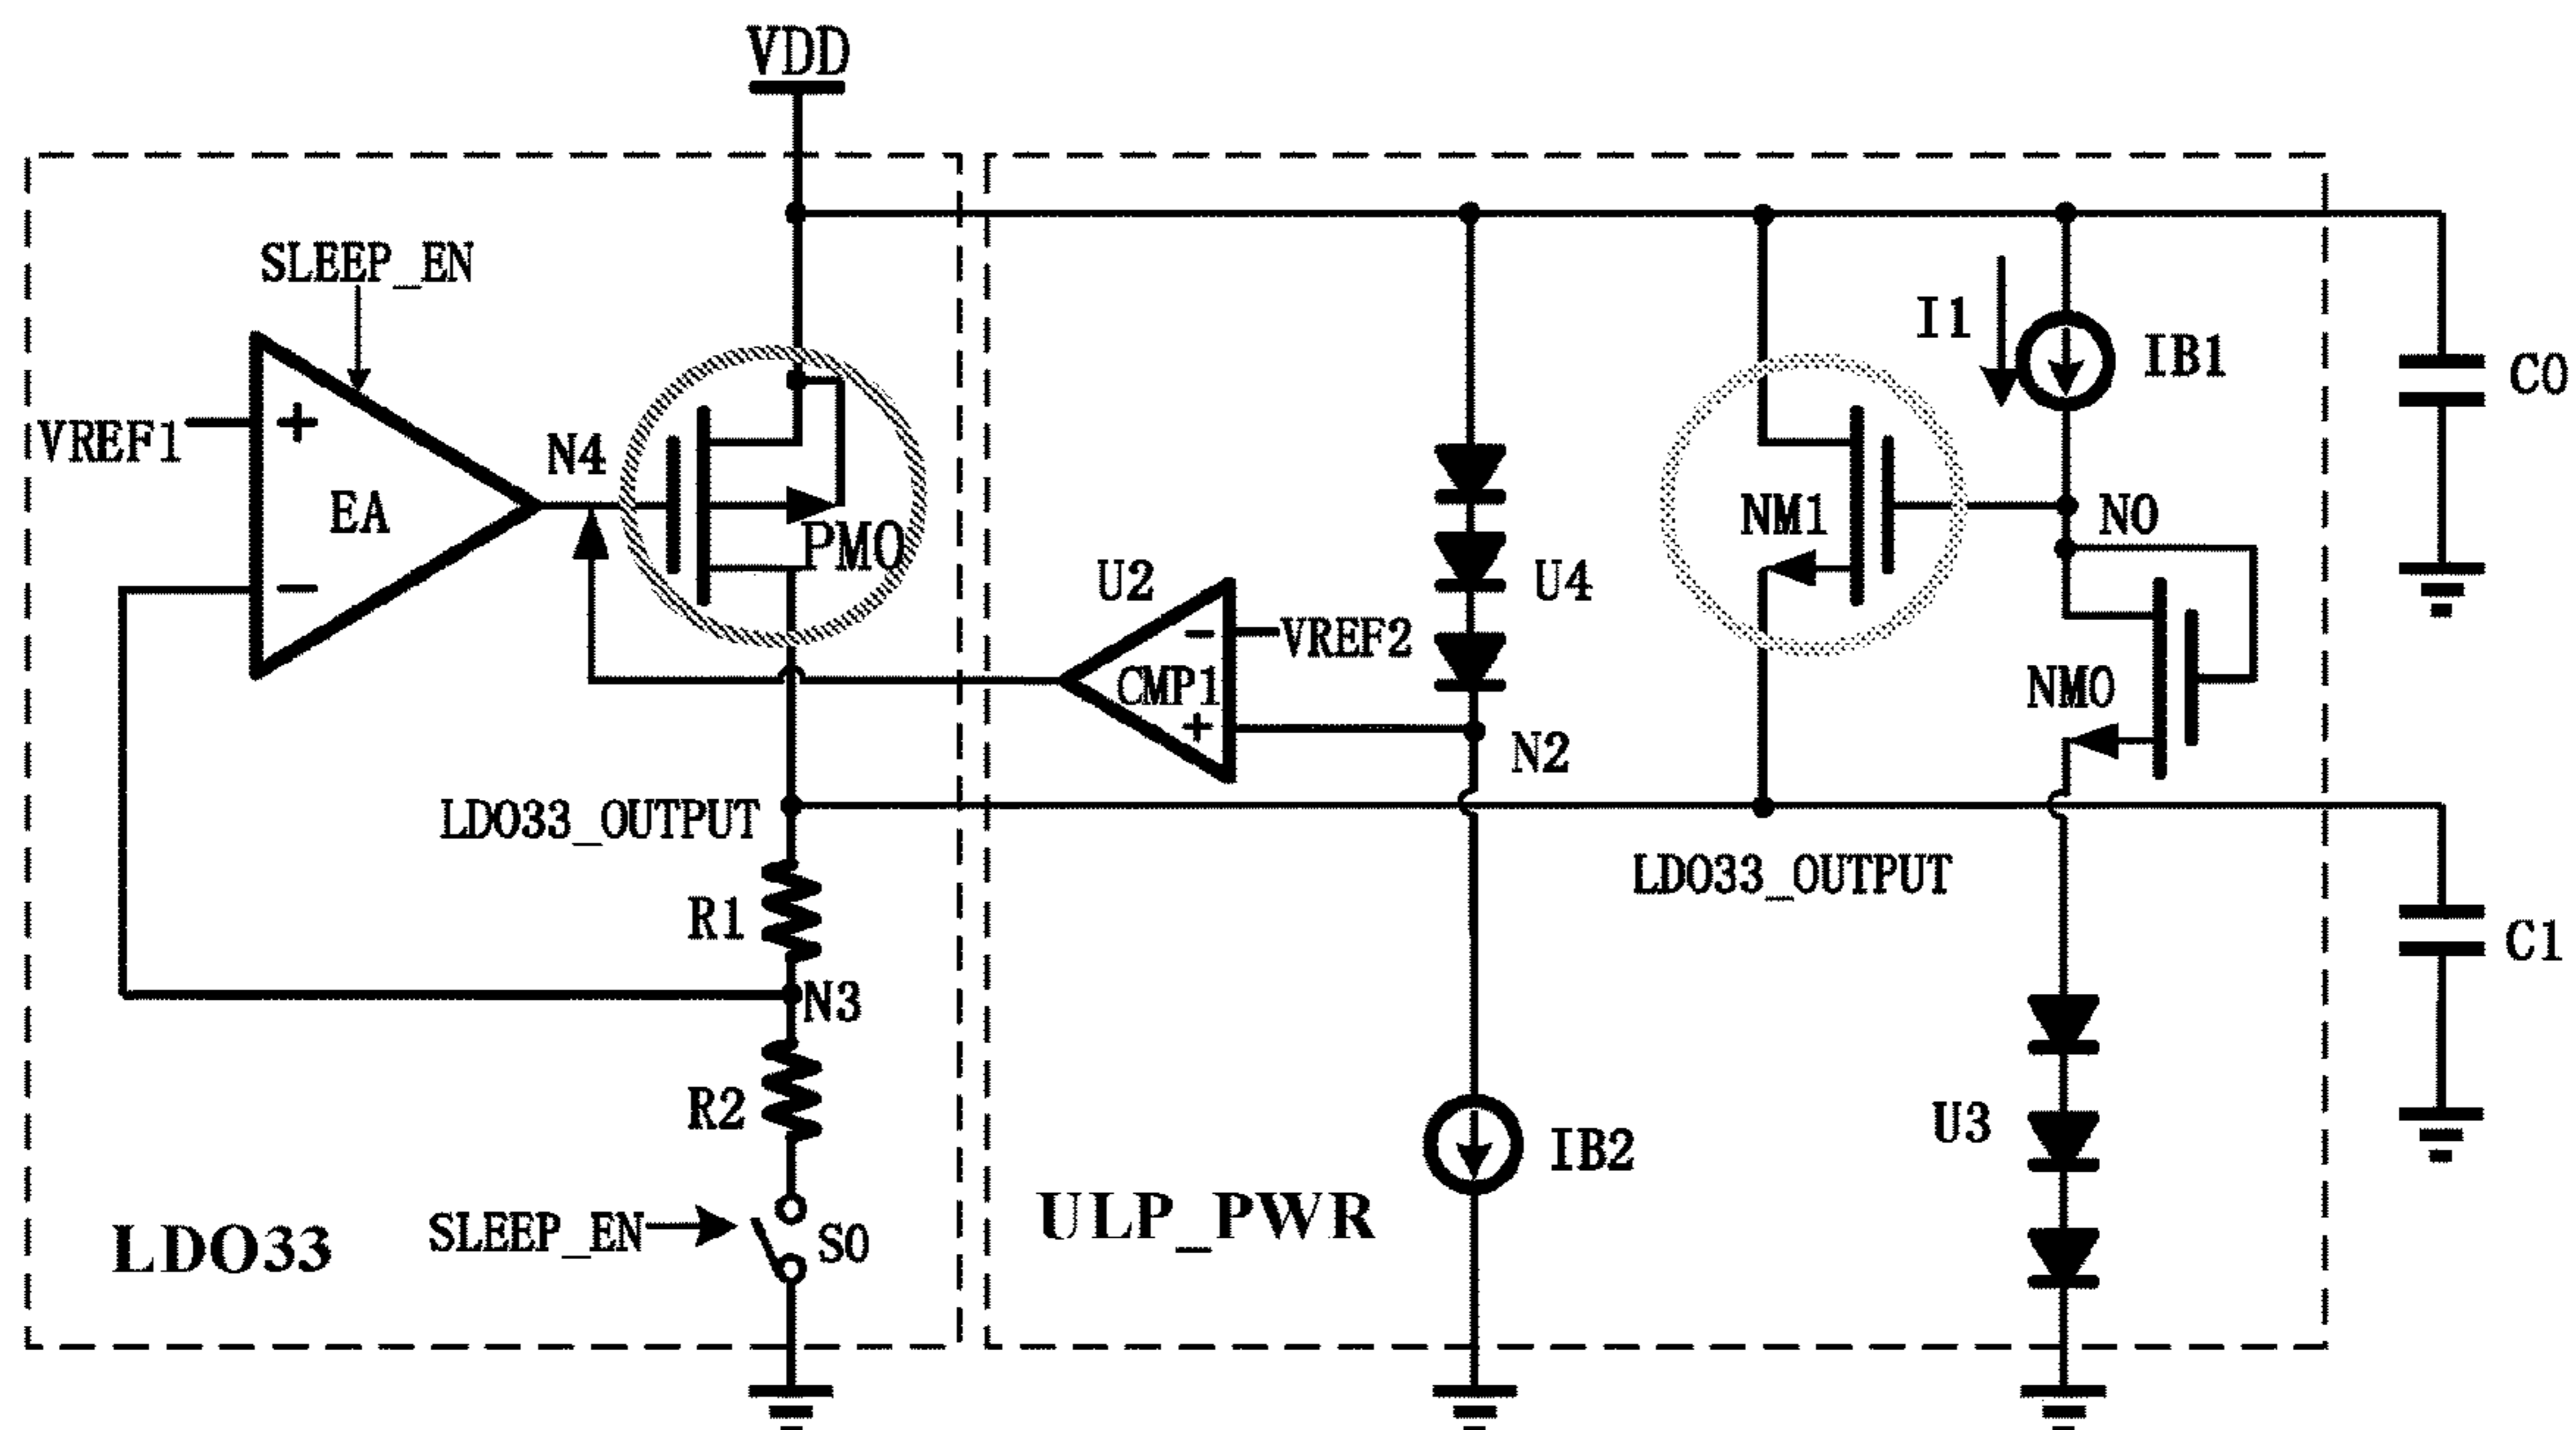 VDD
SLEEP_EN
I1
IB1
C0
VREF1
+
N4
EA
PM0
NM1
N0
U2
U4
−
VREF2
−
CMP1
NM0
+
N2
LDO33_OUTPUT
LDO33_OUTPUT
R1
C1
N3
R2
U3
IB2
LDO33
SLEEP_EN
S0
ULP_PWR